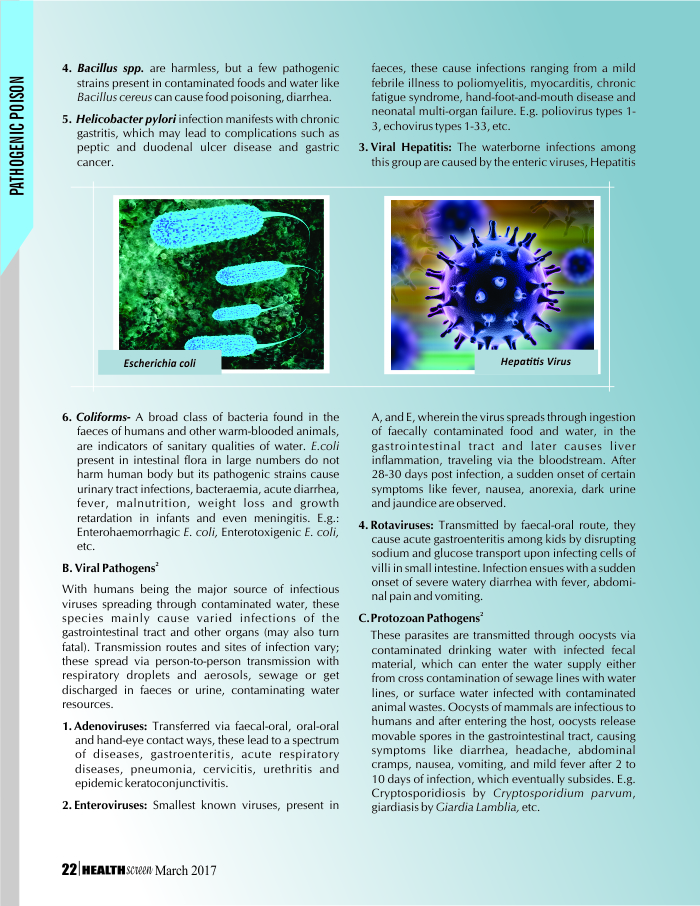 PATHOGENIC POISON
4. Bacillus spp. are harmless, but a few pathogenic
strains present in contaminated foods and water like
Bacillus cereus can cause food poisoning, diarrhea.
5. Helicobacter pylori infection manifests with chronic
gastritis, which may lead to complications such as
peptic and duodenal ulcer disease and gastric
cancer.
faeces, these cause infections ranging from a mild
febrile illness to poliomyelitis, myocarditis, chronic
fatigue syndrome, hand-foot-and-mouth disease and
neonatal multi-organ failure. E.g. poliovirus types 1-
3, echovirus types 1-33, etc.
3. Viral Hepatitis: The waterborne infections among
this group are caused by the enteric viruses, Hepatitis
Escherichia coli
Hepatitis Virus
6. Coliforms- A broad class of bacteria found in the
faeces of humans and other warm-blooded animals,
are indicators of sanitary qualities of water. E.coli
present in intestinal flora in large numbers do not
harm human body but its pathogenic strains cause
urinary tract infections, bacteraemia, acute diarrhea,
fever, malnutrition, weight loss and growth
retardation in infants and even meningitis. E.g.:
Enterohaemorrhagic E. coli, Enterotoxigenic E. coli,
etc.
B. Viral Pathogens²
With humans being the major source of infectious
viruses spreading through contaminated water, these
species mainly cause varied infections of the
gastrointestinal tract and other organs (may also turn
fatal). Transmission routes and sites of infection vary;
these spread via person-to-person transmission with
respiratory droplets and aerosols, sewage or get
discharged in faeces or urine, contaminating water
resources.
1. Adenoviruses: Transferred via faecal-oral, oral-oral
and hand-eye contact ways, these lead to a spectrum
of diseases, gastroenteritis, acute respiratory
diseases, pneumonia, cervicitis, urethritis and
epidemic keratoconjunctivitis.
2. Enteroviruses: Smallest known viruses, present in
A, and E, wherein the virus spreads through ingestion
of faecally contaminated food and water, in the
gastrointestinal tract and later causes liver
inflammation, traveling via the bloodstream. After
28-30 days post infection, a sudden onset of certain
symptoms like fever, nausea, anorexia, dark urine
and jaundice are observed.
4. Rotaviruses: Transmitted by faecal-oral route, they
cause acute gastroenteritis among kids by disrupting
sodium and glucose transport upon infecting cells of
villi in small intestine. Infection ensues with a sudden
onset of severe watery diarrhea with fever, abdomi-
nal pain and vomiting.
C. Protozoan Pathogens²
These parasites are transmitted through oocysts via
contaminated drinking water with infected fecal
material, which can enter the water supply either
from cross contamination of sewage lines with water
lines, or surface water infected with contaminated
animal wastes. Oocysts of mammals are infectious to
humans and after entering the host, oocysts release
movable spores in the gastrointestinal tract, causing
symptoms like diarrhea, headache, abdominal
cramps, nausea, vomiting, and mild fever after 2 to
10 days of infection, which eventually subsides. E.g.
Cryptosporidiosis by Cryptosporidium parvum,
giardiasis by Giardia Lamblia, etc.
22|HEALTHscreen March 2017